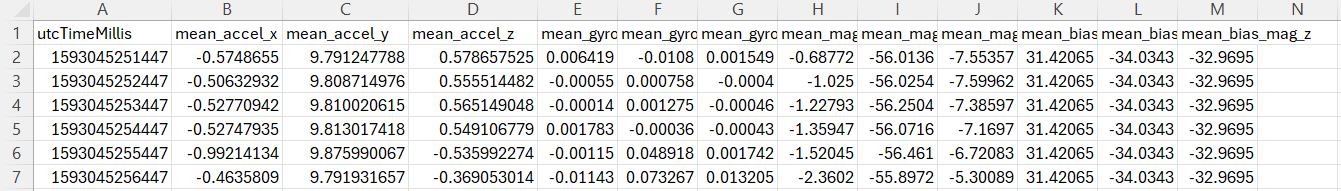 A B C D E F G H I J K L M N
1 utcTimeMillis mean_accel_x mean_accel_y mean_accel_z mean_gyro mean_gyro mean_gyro mean_mag mean_mag mean_mag mean_bias mean_bias mean_bias_mag_z
2 1593045251447 -0.5748655 9.791247788 0.578657525 0.006419 -0.0108 0.001549 -0.68772 -56.0136 -7.55357 31.42065 -34.0343 -32.9695
3 1593045252447 -0.50632932 9.808714976 0.555514482 -0.00055 0.000758 -0.0004 -1.025 -56.0254 -7.59962 31.42065 -34.0343 -32.9695
4 1593045253447 -0.52770942 9.810020615 0.565149048 -0.00014 0.001275 -0.00046 -1.22793 -56.2504 -7.38597 31.42065 -34.0343 -32.9695
5 1593045254447 -0.52747935 9.813017418 0.549106779 0.001783 -0.00036 -0.00043 -1.35947 -56.0716 -7.1697 31.42065 -34.0343 -32.9695
6 1593045255447 -0.99214134 9.875990067 -0.535992274 -0.00115 0.048918 0.001742 -1.52045 -56.461 -6.72083 31.42065 -34.0343 -32.9695
7 1593045256447 -0.4635809 9.791931657 -0.369053014 -0.01143 0.073267 0.013205 -2.3602 -55.8972 -5.30089 31.42065 -34.0343 -32.9695